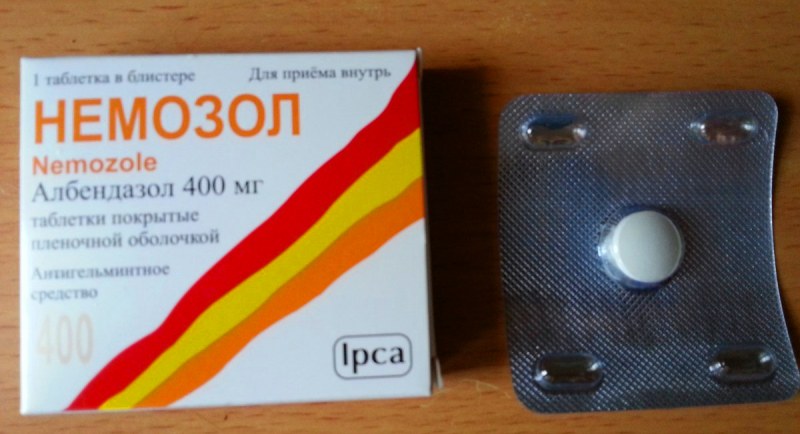 1 таблетка в блистере Для приёма внутрь
НЕМОЗОЛ
Nemozole
Албендазол 400 мг
таблетки покрытые
пленочной оболочкой
Антигельминтное
средство
400
Ipca